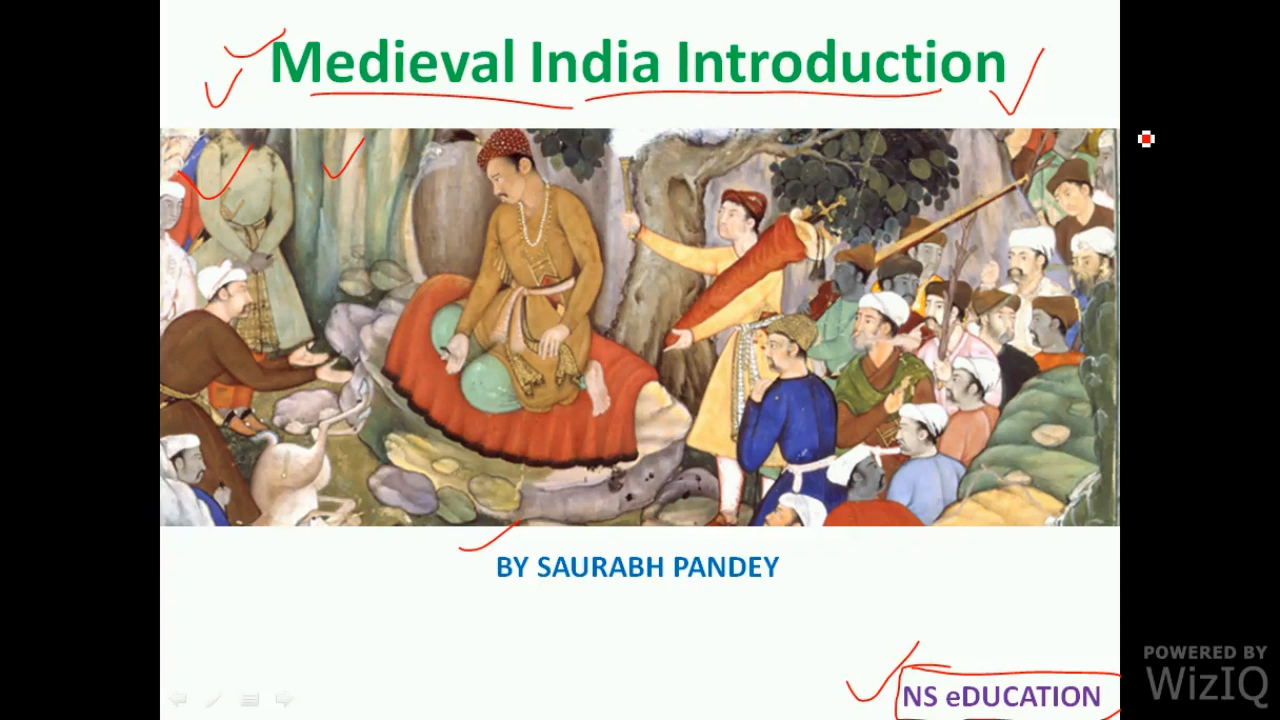 Medieval India Introduction
BY SAURABH PANDEY
NS eDUCATION
POWERED BY
WizIQ